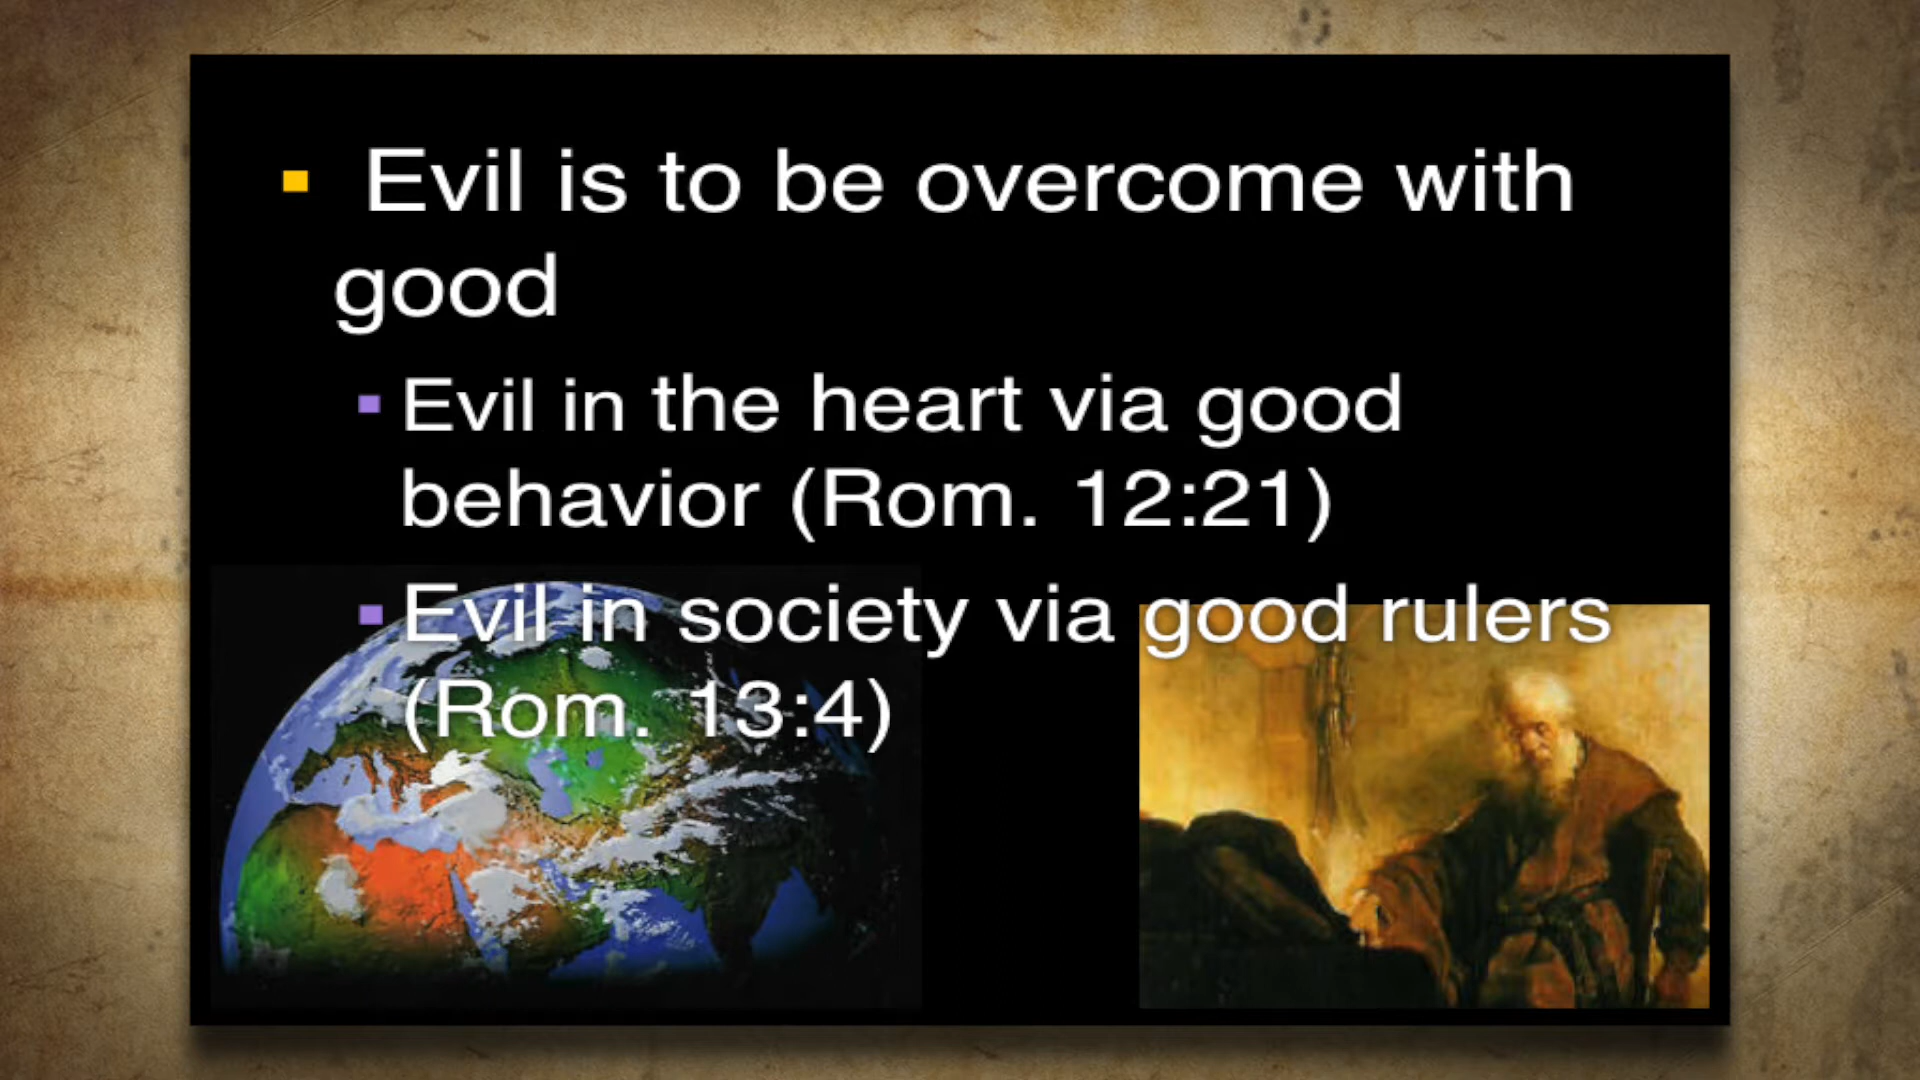 Evil is to be overcome with
good
Evil in the heart via good
behavior (Rom. 12:21)
Evil in society via good rulers
(Rom. 13:4)